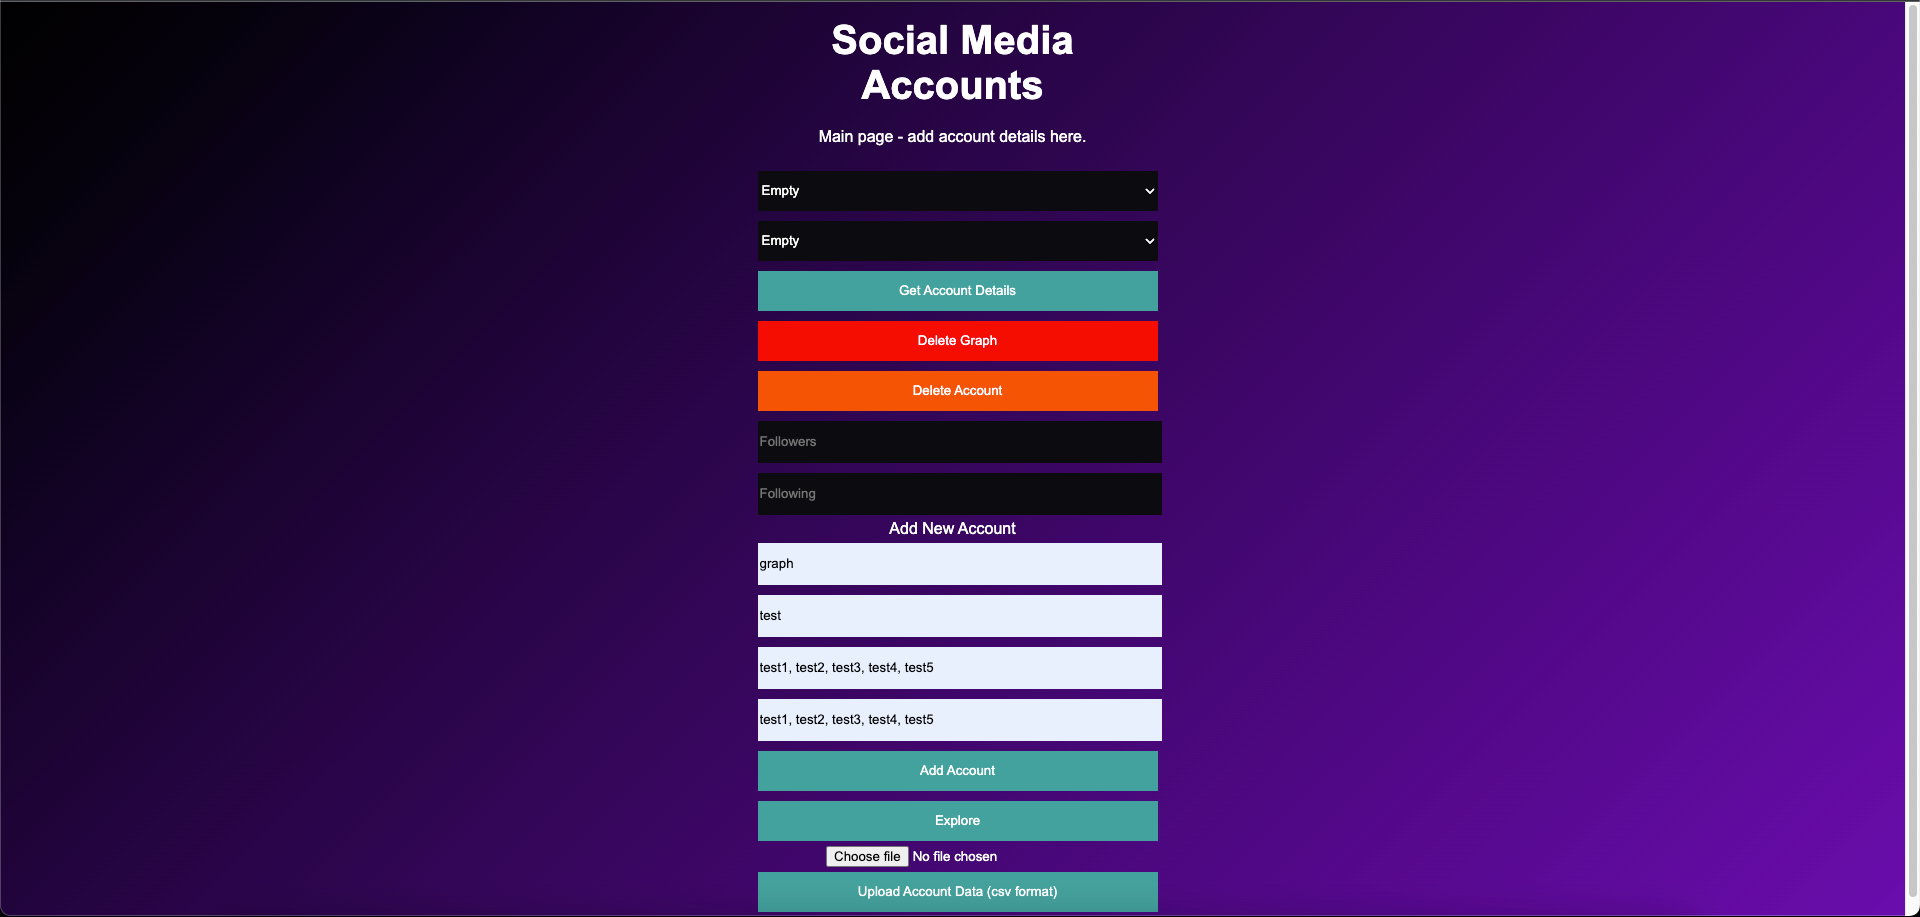 Social Media
Accounts
Main page - add account details here.
Empty
Empty
Get Account Details
Delete Graph
Delete Account
Followers
Following
Add New Account
graph
test
test1, test2, test3, test4, test5
test1, test2, test3, test4, test5
Add Account
Explore
Choose file No file chosen
Upload Account Data (csv format)